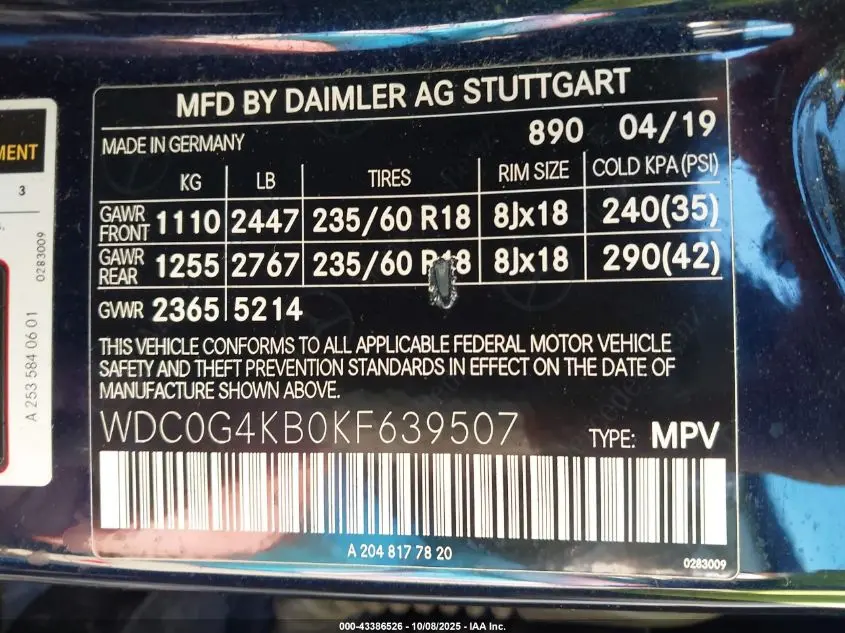 MENT
3
0283009
A 253 584 06 01
MFD BY DAIMLER AG STUTTGART
MADE IN GERMANY 890 04/19
KG LB TIRES RIM SIZE COLD KPA (PSI)
GAWR FRONT 1110 2447 235/60 R18 8Jx18 240(35)
GAWR REAR 1255 2767 235/60 R18 8Jx18 290(42)
GVWR 2365 5214
THIS VEHICLE CONFORMS TO ALL APPLICABLE FEDERAL MOTOR VEHICLE
SAFETY AND THEFT PREVENTION STANDARDS IN EFFECT ON THE DATE OF
MANUFACTURE SHOWN ABOVE.
WDC0G4KB0KF639507 TYPE: MPV
A 204 817 78 20
0283009
000-43386526 - 10/08/2025 - IAA Inc.